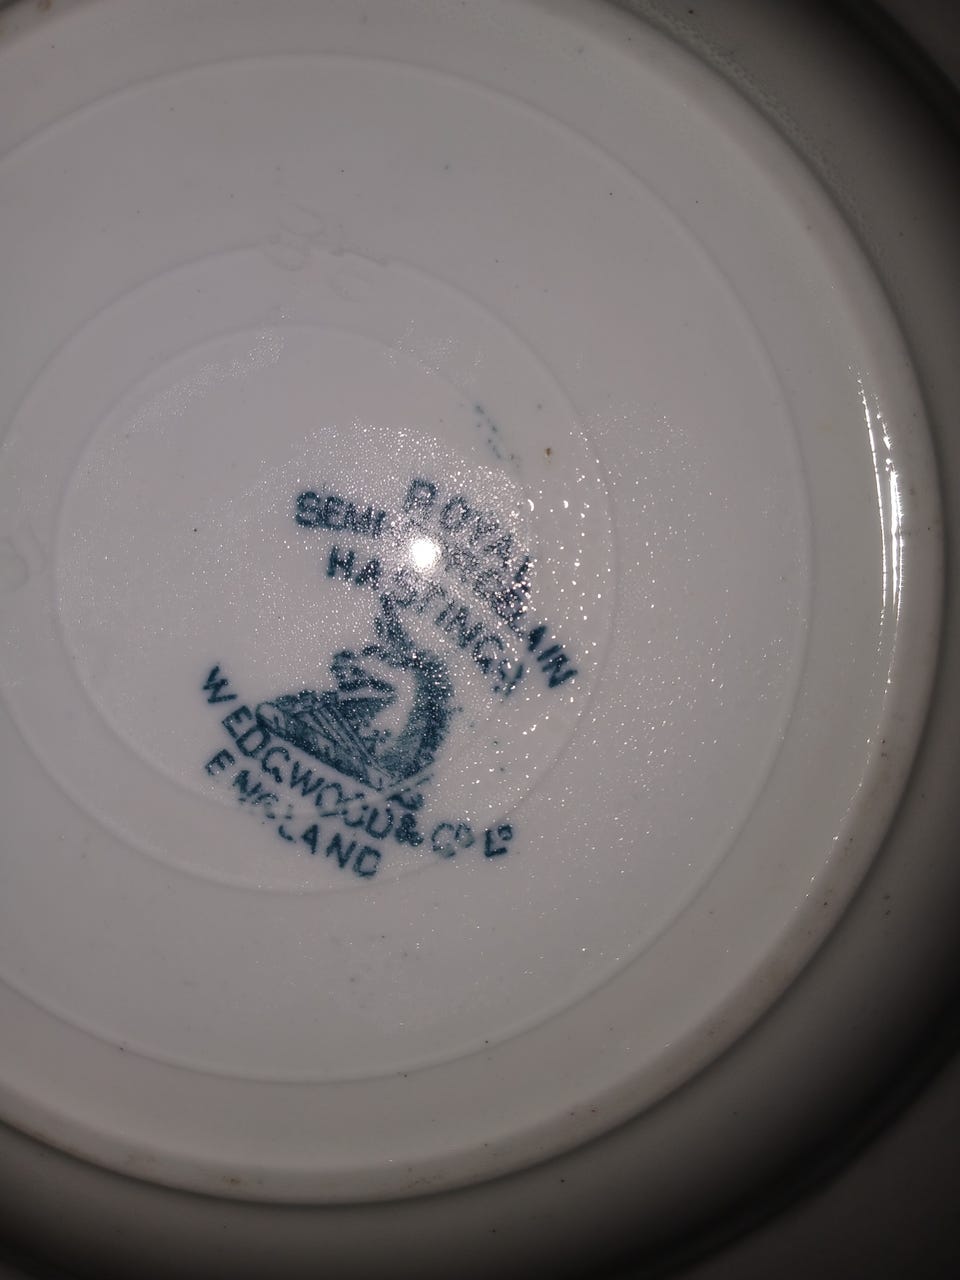 ROYAL
SEMI PORCELAIN
HASTINGS
WEDGWOOD & CO LD
ENGLAND